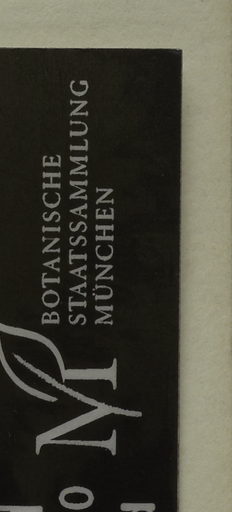 BOTANISCHE
STAATSSAMMLUNG
MÜNCHEN
M